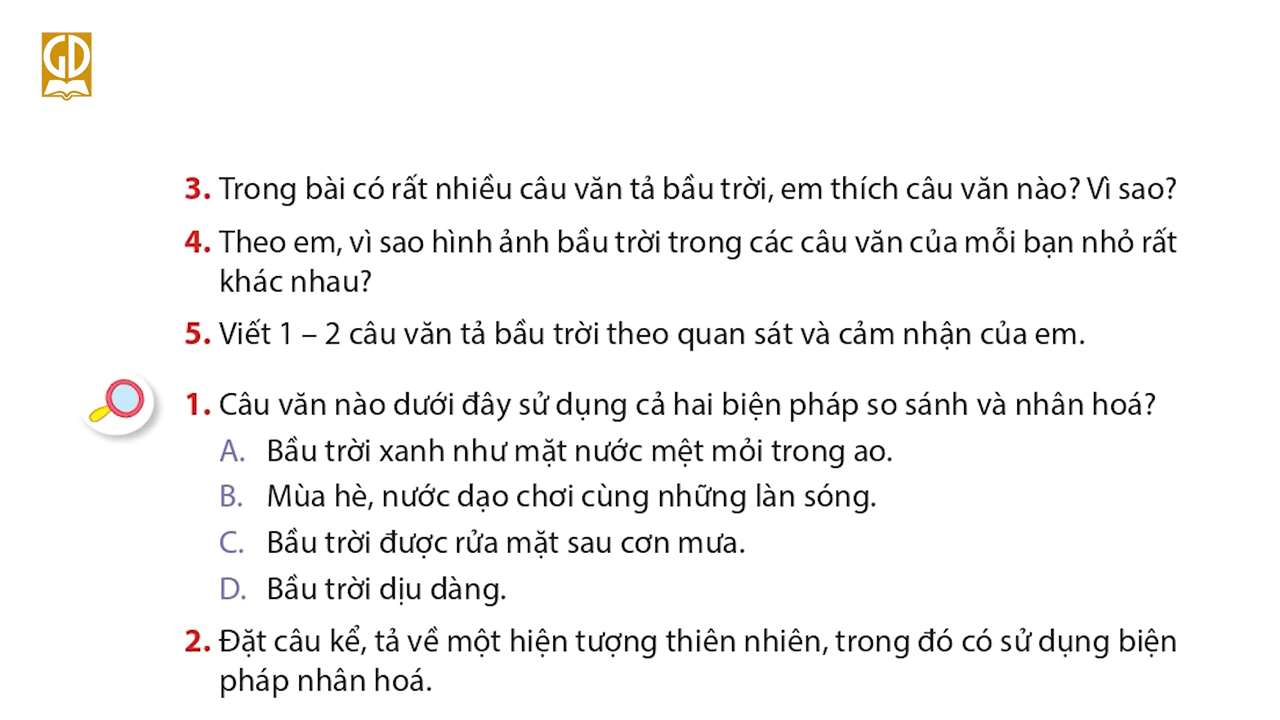 GD
3. Trong bài có rất nhiều câu văn tả bầu trời, em thích câu văn nào? Vì sao?
4. Theo em, vì sao hình ảnh bầu trời trong các câu văn của mỗi bạn nhỏ rất
khác nhau?
5. Viết 1 – 2 câu văn tả bầu trời theo quan sát và cảm nhận của em.
1. Câu văn nào dưới đây sử dụng cả hai biện pháp so sánh và nhân hoá?
A. Bầu trời xanh như mặt nước mệt mỏi trong ao.
B. Mùa hè, nước dạo chơi cùng những làn sóng.
C. Bầu trời được rửa mặt sau cơn mưa.
D. Bầu trời dịu dàng.
2. Đặt câu kể, tả về một hiện tượng thiên nhiên, trong đó có sử dụng biện
pháp nhân hoá.